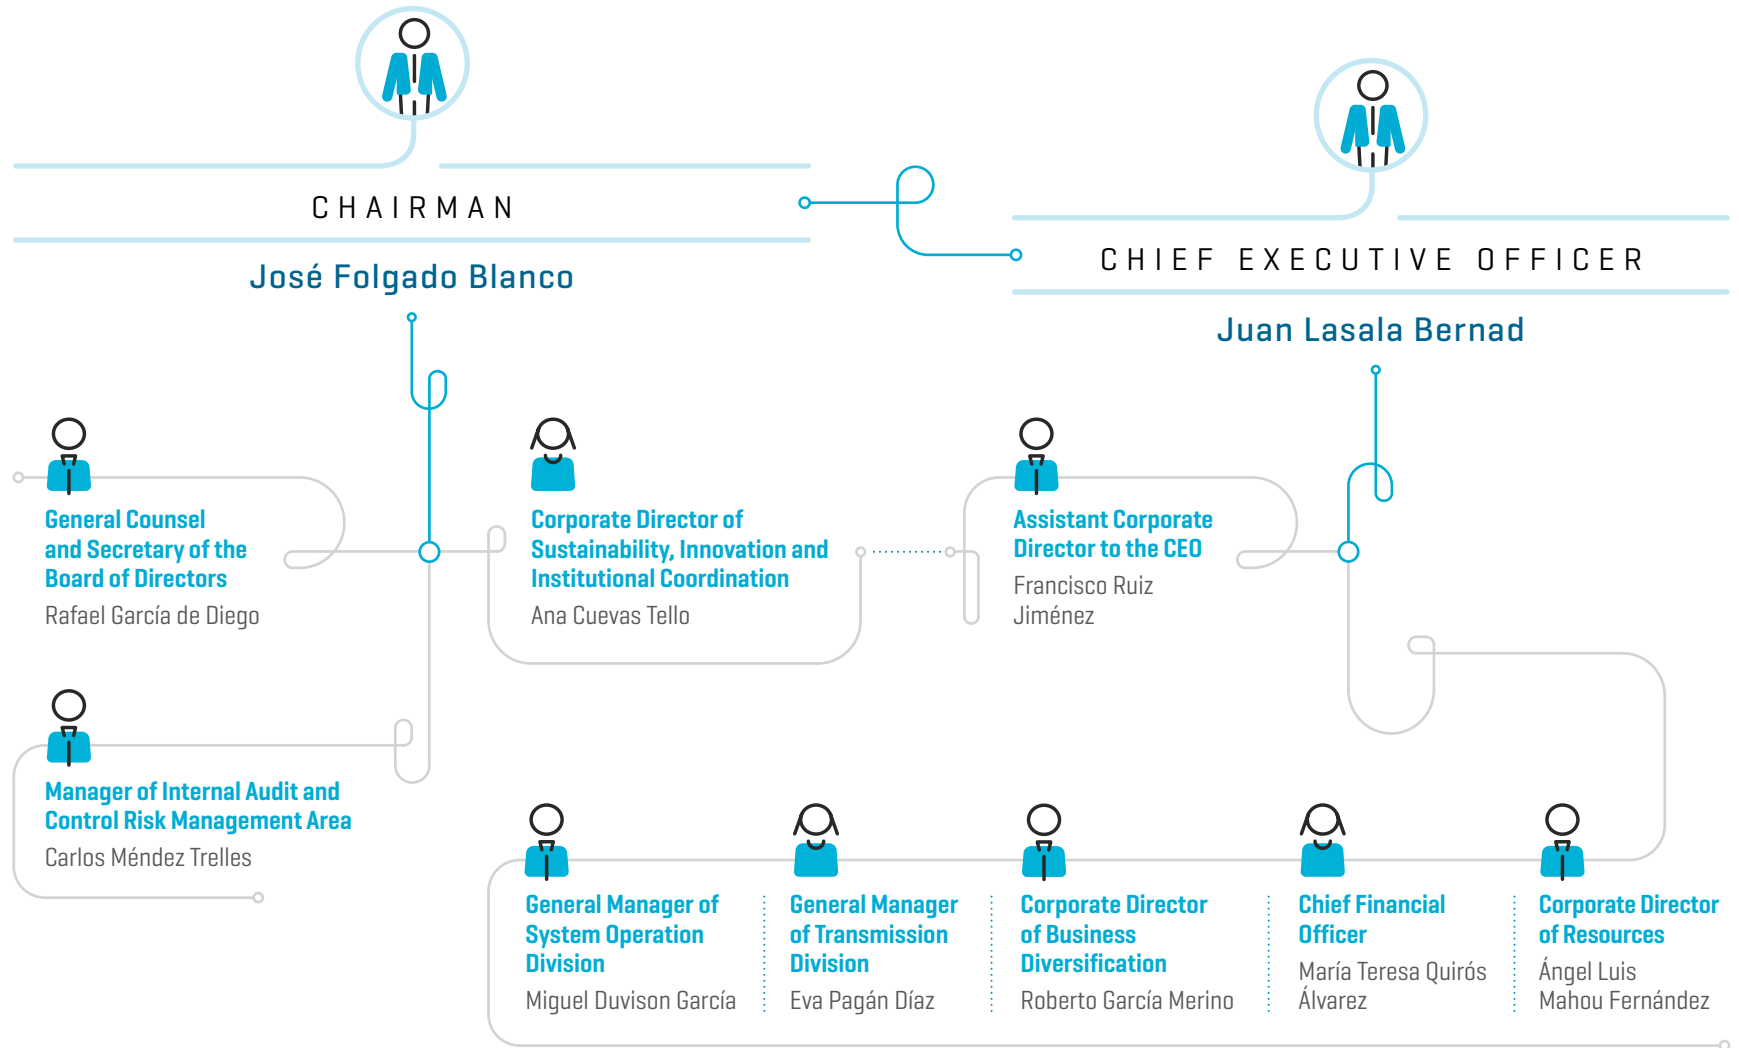 CHAIRMAN
José Folgado Blanco
CHIEF EXECUTIVE OFFICER
Juan Lasala Bernad
General Counsel
and Secretary of the
Board of Directors
Rafael García de Diego
Corporate Director of
Sustainability, Innovation and
Institutional Coordination
Ana Cuevas Tello
Assistant Corporate
Director to the CEO
Francisco Ruiz
Jiménez
Manager of Internal Audit and
Control Risk Management Area
Carlos Méndez Trelles
General Manager of
System Operation
Division
Miguel Duvison García
General Manager
of Transmission
Division
Eva Pagán Díaz
Corporate Director
of Business
Diversification
Roberto García Merino
Chief Financial
Officer
María Teresa Quirós
Álvarez
Corporate Director
of Resources
Ángel Luis
Mahou Fernández